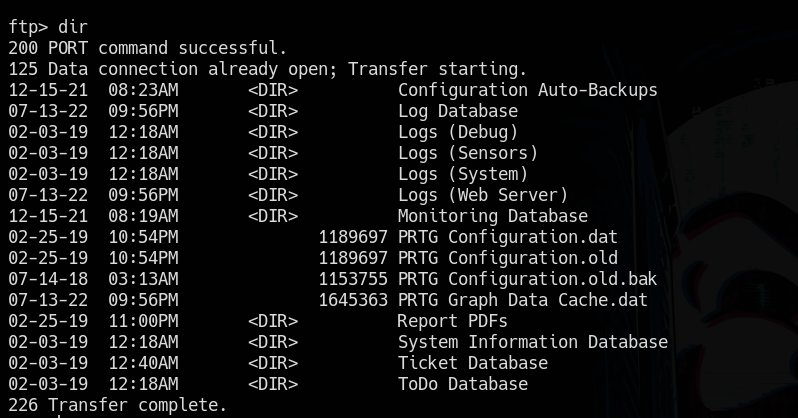 ftp> dir
200 PORT command successful.
125 Data connection already open; Transfer starting.
12-15-21  08:23AM       <DIR>          Configuration Auto-Backups
07-13-22  09:56PM       <DIR>          Log Database
02-03-19  12:18AM       <DIR>          Logs (Debug)
02-03-19  12:18AM       <DIR>          Logs (Sensors)
02-03-19  12:18AM       <DIR>          Logs (System)
07-13-22  09:56PM       <DIR>          Logs (Web Server)
12-15-21  08:19AM       <DIR>          Monitoring Database
02-25-19  10:54PM              1189697 PRTG Configuration.dat
02-25-19  10:54PM              1189697 PRTG Configuration.old
07-14-18  03:13AM              1153755 PRTG Configuration.old.bak
07-13-22  09:56PM              1645363 PRTG Graph Data Cache.dat
02-25-19  11:00PM       <DIR>          Report PDFs
02-03-19  12:18AM       <DIR>          System Information Database
02-03-19  12:40AM       <DIR>          Ticket Database
02-03-19  12:18AM       <DIR>          ToDo Database
226 Transfer complete.